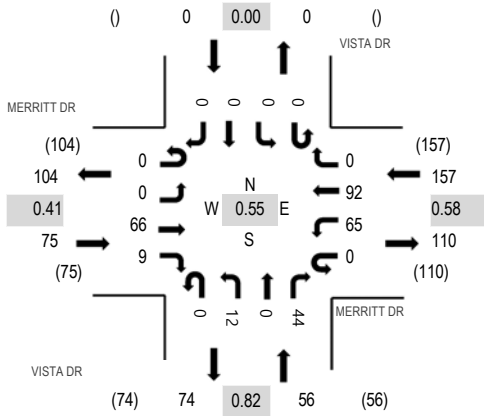 () 0 0.00 0 ()
VISTA DR
0 0 0 0
MERRITT DR
(104) (157)
0 0
104 157
N
0 92
0.41 W 0.55 E 0.58
66 65
75 S 110
9 0
(75) (110)
0 12 0 44
MERRITT DR
VISTA DR
(74) 74 0.82 56 (56)